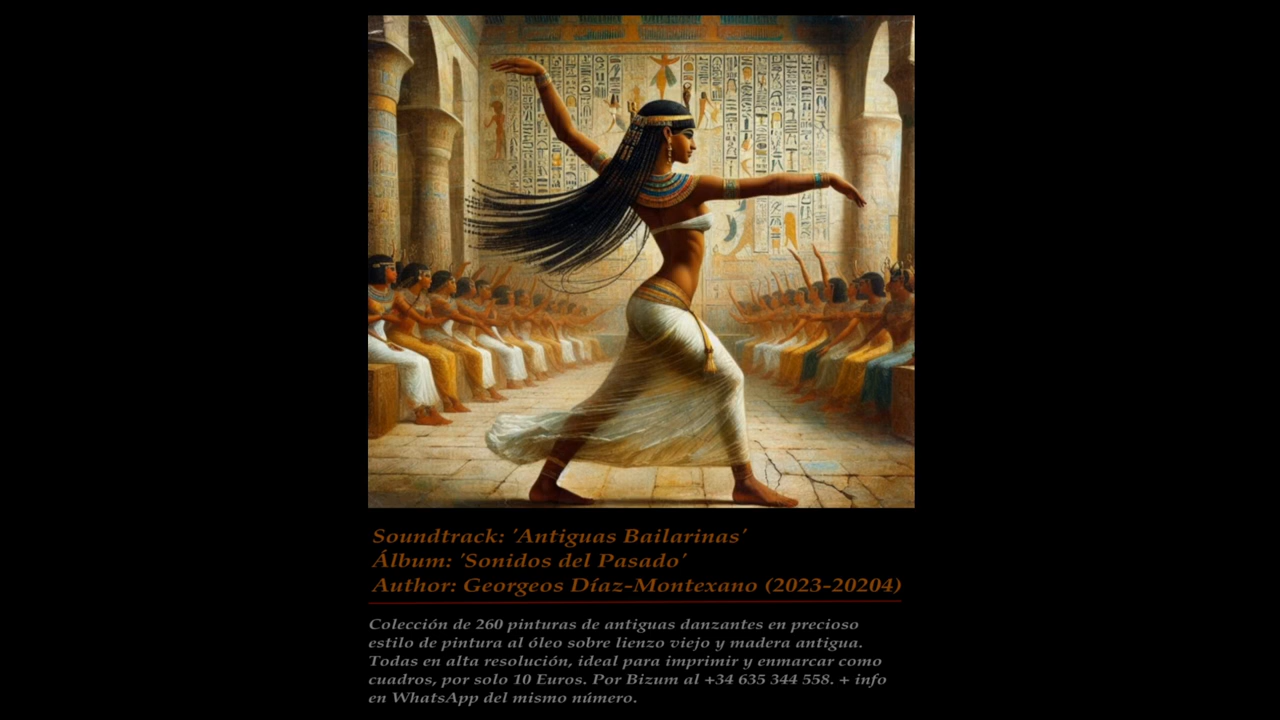 Soundtrack: 'Antiguas Bailarinas'
Álbum: 'Sonidos del Pasado'
Author: Georgeos Díaz-Montexano (2023-20204)
Colección de 260 pinturas de antiguas danzantes en precioso
estilo de pintura al óleo sobre lienzo viejo y madera antigua.
Todas en alta resolución, ideal para imprimir y enmarcar como
cuadros, por solo 10 Euros. Por Bizum al +34 635 344 558. + info
en WhatsApp del mismo número.